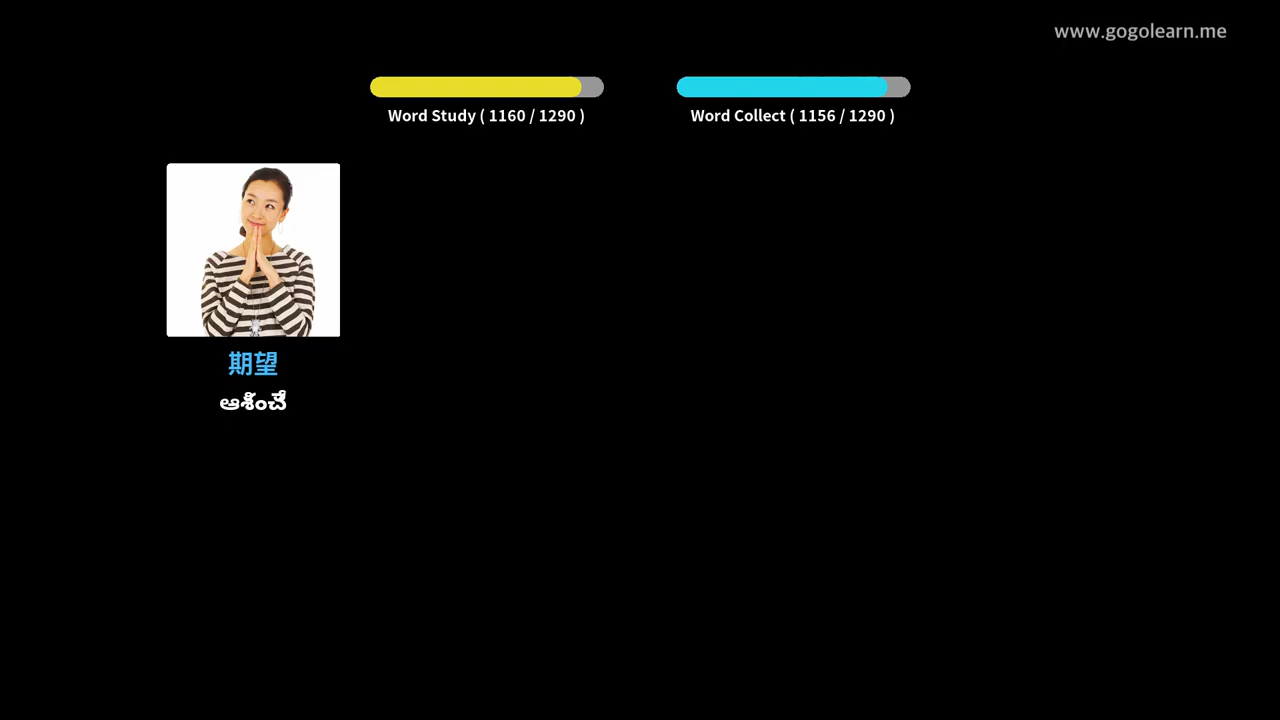 www.gogolearn.me
Word Study ( 1160 / 1290 )
Word Collect ( 1156 / 1290 )
期望
ఆశించే